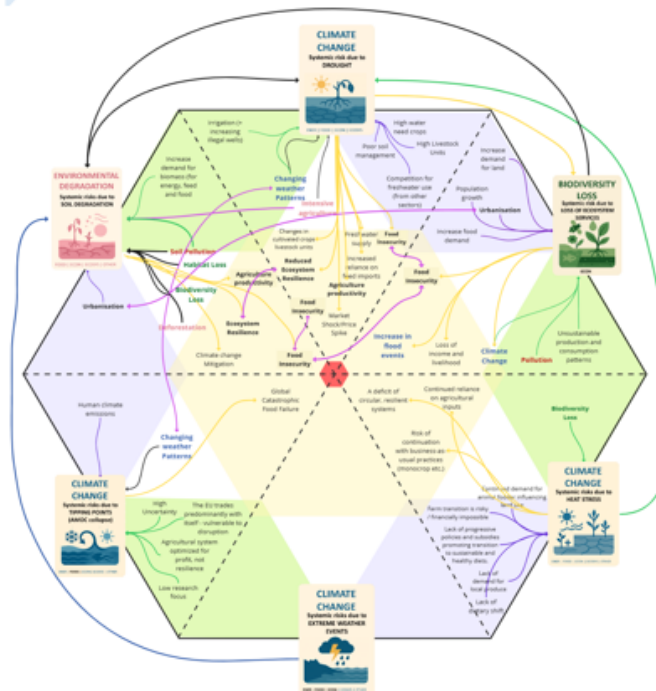 CLIMATE
CHANGE
Systemic risk due to
DROUGHT
Irrigation (+
increasing
illegal wells)
High water
need crops
High Livestock
Units
Poor soil
management
Increase
demand
for land
Increase
demand for
biomass (for
energy, feed
and food)
ENVIRONMENTAL
DEGRADATION
Systemic risks due to
SOIL DEGRADATION
Changing
weather
Patterns
Competition for
freshwater use
(from other
sectors)
Population
growth
BIODIVERSITY
LOSS
Systemic risk due to
LOSS OF ECOSYSTEM
SERVICES
Intensive
Urbanisation
Changes in
cultivated crops
livestock units
Fresh water
supply
Food
Insecurity
Increase food demand
Soil Pollution
Habitat Loss
Reduced
Ecosystem
Resilience
Increased
reliance on
feed imports
Agriculture
productivity
Agriculture
productivity
Food
Insecurity
Biodiversity
Loss
Urbanisation
Food
Insecurity
Deforestation
Ecosystem
Resilience
Market
Shock/Price
Spike
Increase in
flood
events
Loss of
income and
livelihood
Unsustainable
production and
consumption
patterns
Climate change
Mitigation
Food
Insecurity
Climate
Change
Pollution
Human climate
emissions
Global
Catastrophic
Food Failure
A deficit of
circular, resilient
systems
Continued reliance
on agricultural
inputs
Biodiversity
Loss
Changing
weather
Patterns
Risk of
continuation
with business as
usual practices
(monocrop etc.)
CLIMATE
CHANGE
Systemic risks due to
TIPPING POINTS
(AMOC collapse)
CLIMATE
CHANGE
Systemic risks due to
HEAT STRESS
High
Uncertainty
The EU trades
predominantly with
itself - vulnerable to
disruption
Farm transition is risky
/ financially impossible
Agricultural system
optimized for
profit, not
resilience
Lack of progressive
policies and subsidies
promoting transition
to sustainable and
healthy diets.
Low research
focus
Lack of
demand for
local produce
Lack of
dietary shift
CLIMATE
CHANGE
Systemic risks due to
EXTREME WEATHER
EVENTS